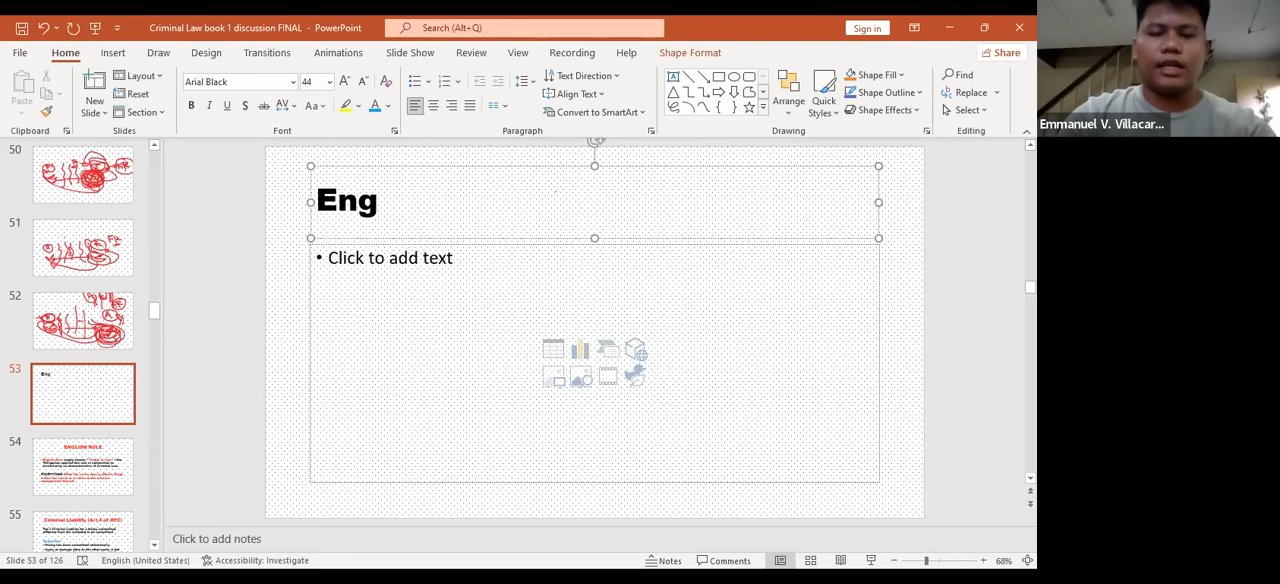 Criminal Law book 1 discussion FINAL - PowerPoint
Search (Alt+Q)
Sign in
File Home Insert Draw Design Transitions Animations Slide Show Review View Recording Help Shape Format Share
Paste
Clipboard
New Slide
Layout
Reset
Section
Slides
Arial Black 44
B I U S ab AV Aa A
Font
Text Direction
Align Text
Convert to SmartArt
Paragraph
Arrange
Quick Styles
Shape Fill
Shape Outline
Shape Effects
Drawing
Find
Replace
Select
Editing
Emmanuel V. Villacar...
50
51
52
53
Eng
54
ENGLISH RULE
55
Criminal Liability (Art.4 of RPC)
Eng
• Click to add text
Click to add notes
Slide 53 of 126 English (United States) Accessibility: Investigate Notes Comments 68%